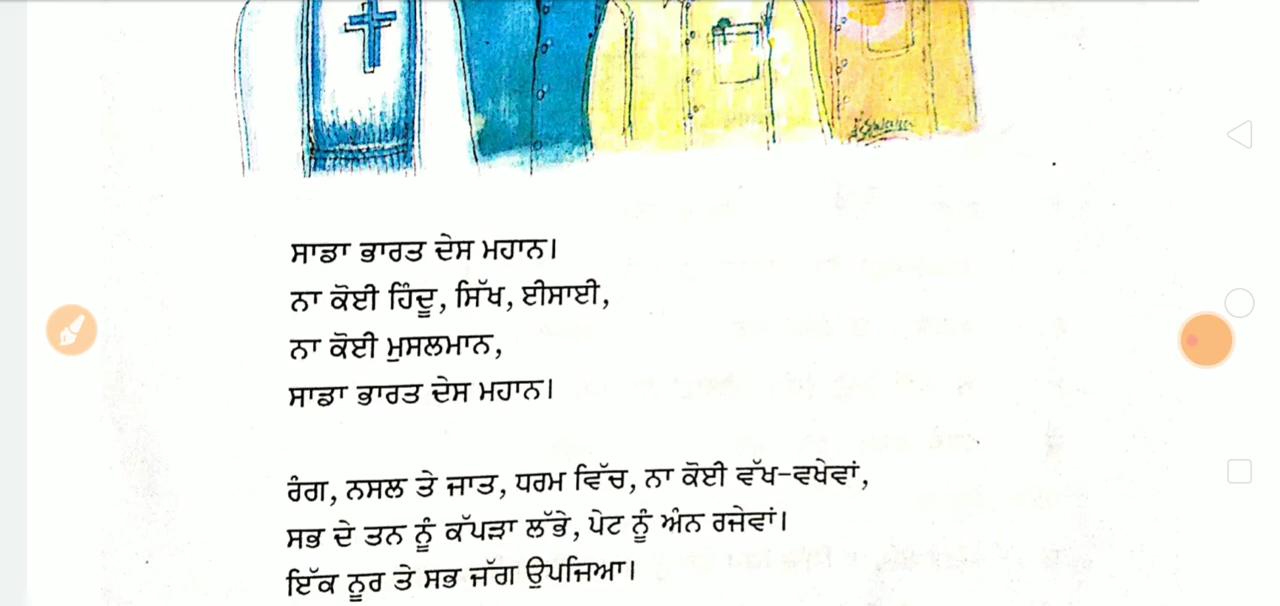 ਸਾਡਾ ਭਾਰਤ ਦੇਸ ਮਹਾਨ।
ਨਾ ਕੋਈ ਹਿੰਦੂ, ਸਿੱਖ, ਈਸਾਈ,
ਨਾ ਕੋਈ ਮੁਸਲਮਾਨ,
ਸਾਡਾ ਭਾਰਤ ਦੇਸ ਮਹਾਨ।
ਰੰਗ, ਨਸਲ ਤੇ ਜਾਤ, ਧਰਮ ਵਿੱਚ, ਨਾ ਕੋਈ ਵੱਖ-ਵਖੇਵਾਂ,
ਸਭ ਦੇ ਤਨ ਨੂੰ ਕੱਪੜਾ ਲੱਭੇ, ਪੇਟ ਨੂੰ ਅੰਨ ਰਜੇਵਾਂ।
ਇੱਕ ਨੂਰ ਤੇ ਸਭ ਜੱਗ ਉਪਜਿਆ।